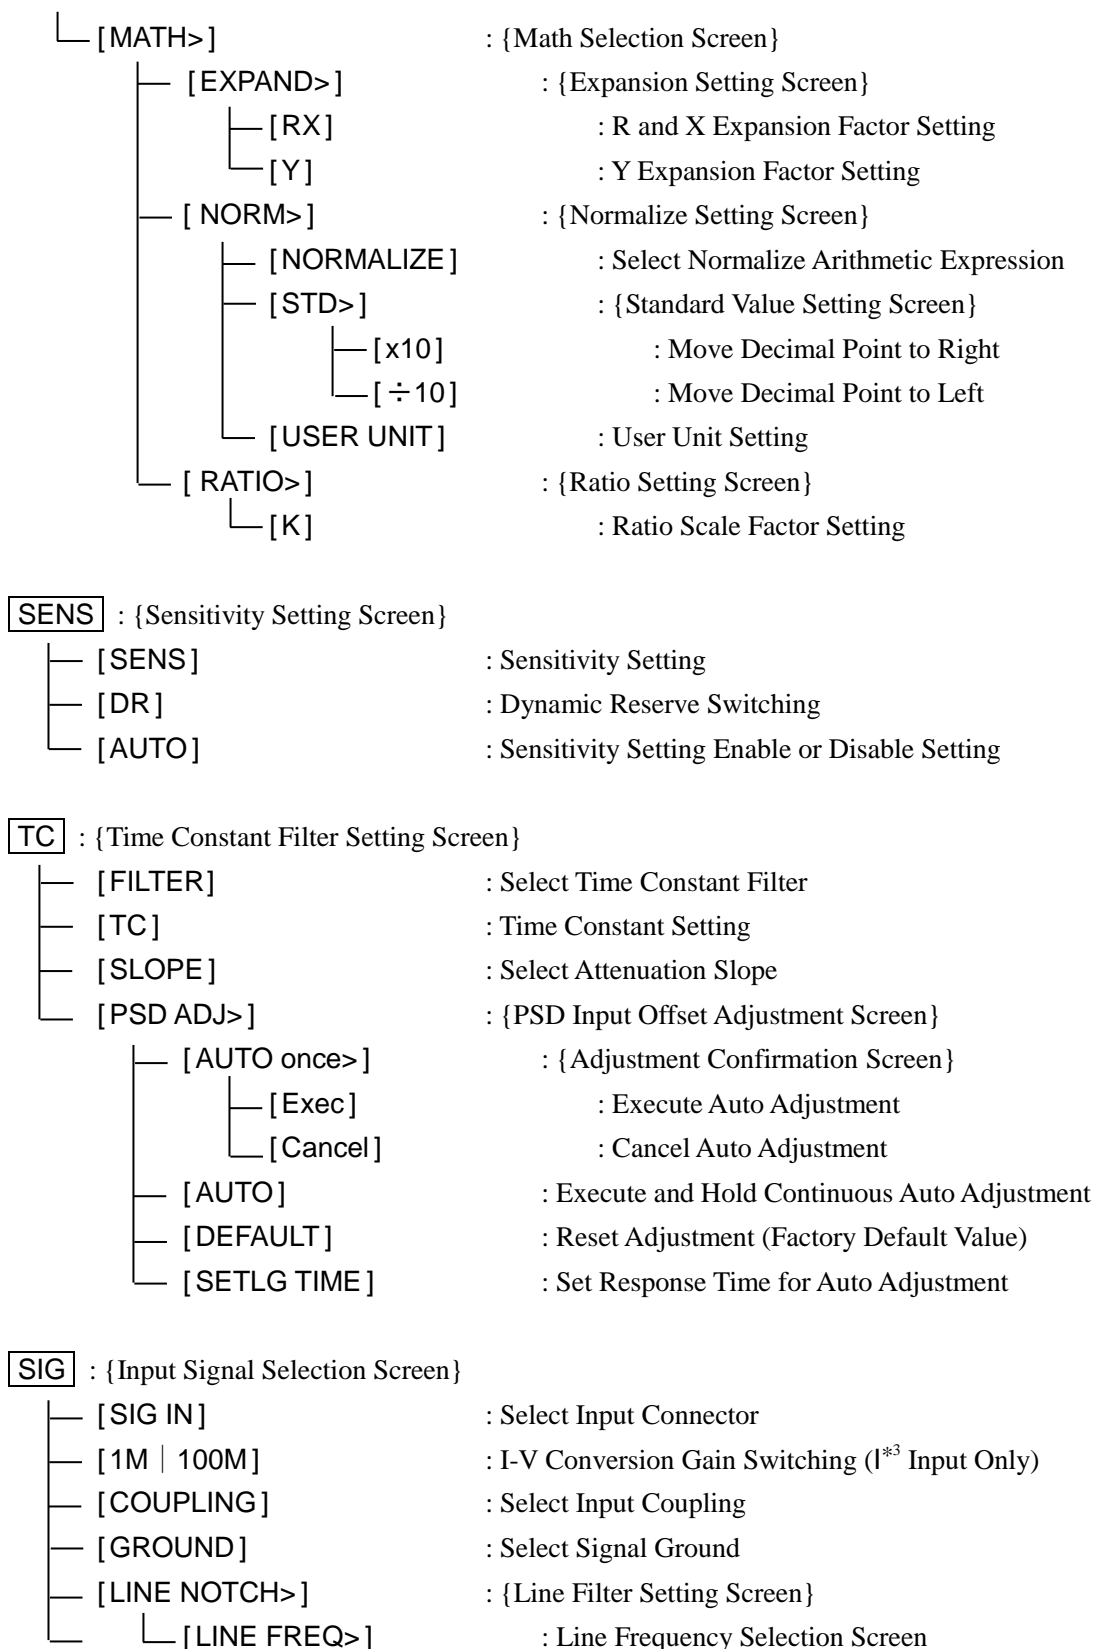 [MATH>] : {Math Selection Screen}
[EXPAND>] : {Expansion Setting Screen}
[RX] : R and X Expansion Factor Setting
[Y] : Y Expansion Factor Setting
[NORM>] : {Normalize Setting Screen}
[NORMALIZE] : Select Normalize Arithmetic Expression
[STD>] : {Standard Value Setting Screen}
[x10] : Move Decimal Point to Right
[÷10] : Move Decimal Point to Left
[USER UNIT] : User Unit Setting
[RATIO>] : {Ratio Setting Screen}
[K] : Ratio Scale Factor Setting
SENS : {Sensitivity Setting Screen}
[SENS] : Sensitivity Setting
[DR] : Dynamic Reserve Switching
[AUTO] : Sensitivity Setting Enable or Disable Setting
TC : {Time Constant Filter Setting Screen}
[FILTER] : Select Time Constant Filter
[TC] : Time Constant Setting
[SLOPE] : Select Attenuation Slope
[PSD ADJ>] : {PSD Input Offset Adjustment Screen}
[AUTO once>] : {Adjustment Confirmation Screen}
[Exec] : Execute Auto Adjustment
[Cancel] : Cancel Auto Adjustment
[AUTO] : Execute and Hold Continuous Auto Adjustment
[DEFAULT] : Reset Adjustment (Factory Default Value)
[SETLG TIME] : Set Response Time for Auto Adjustment
SIG : {Input Signal Selection Screen}
[SIG IN] : Select Input Connector
[1M｜100M] : I-V Conversion Gain Switching (I*3 Input Only)
[COUPLING] : Select Input Coupling
[GROUND] : Select Signal Ground
[LINE NOTCH>] : {Line Filter Setting Screen}
[LINE FREQ>] : Line Frequency Selection Screen